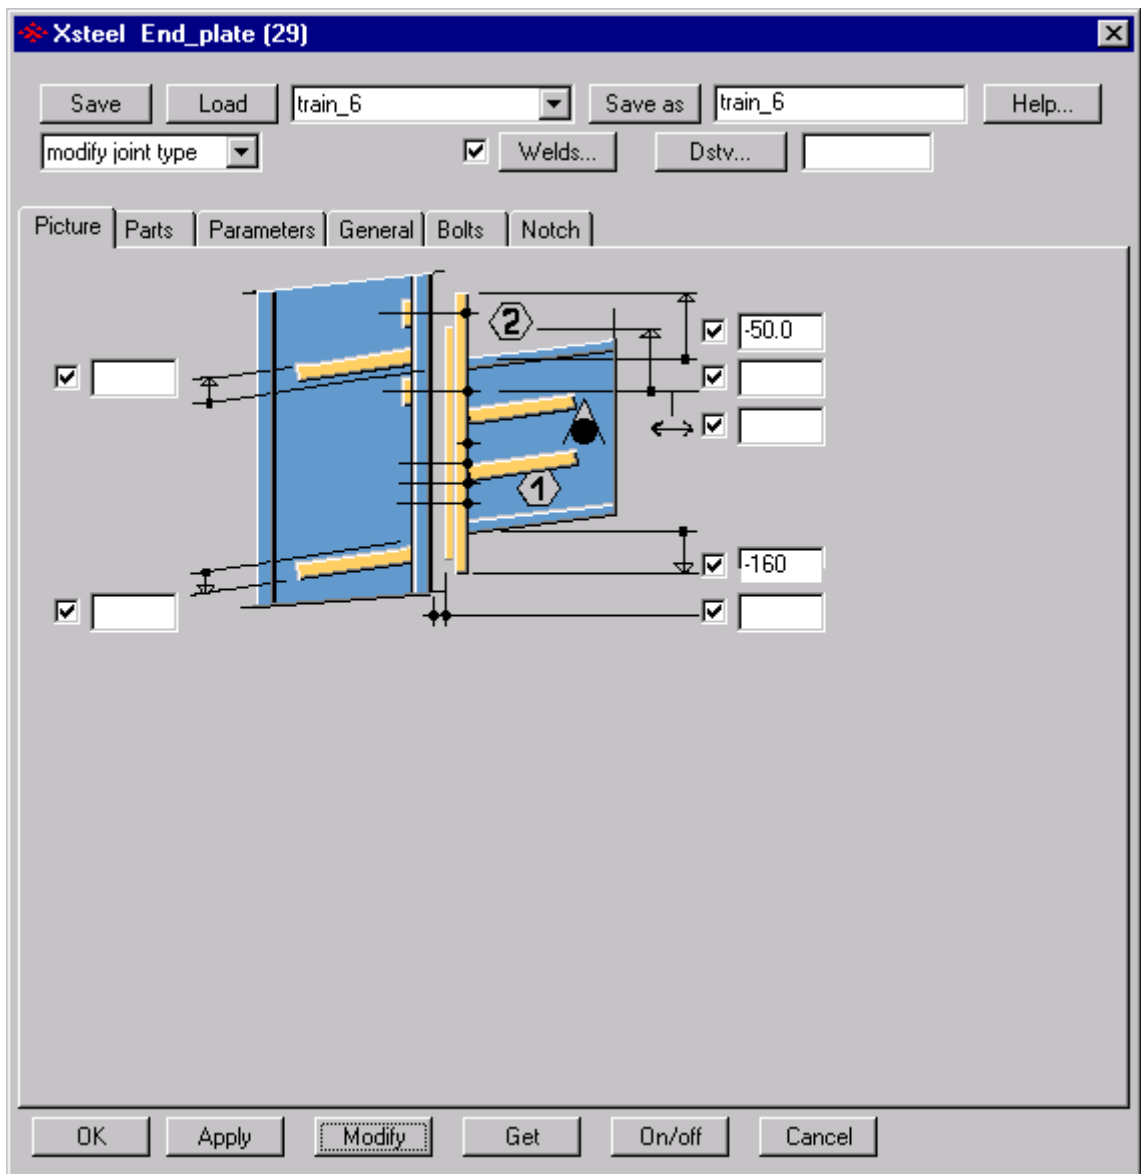 Xsteel End_plate (29)
Save Load train_6 Save as train_6 Help...
modify joint type Welds... Dstv...
Picture Parts Parameters General Bolts Notch
2
-50.0
1
-160
OK Apply Modify Get On/off Cancel